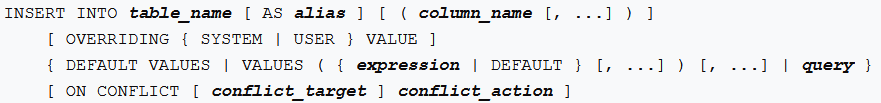 INSERT INTO table_name [ AS alias ] [ ( column_name [, ...] ) ]
[ OVERRIDING { SYSTEM | USER } VALUE ]
{ DEFAULT VALUES | VALUES ( { expression | DEFAULT } [, ...] ) [, ...] | query }
[ ON CONFLICT [ conflict_target ] conflict_action ]